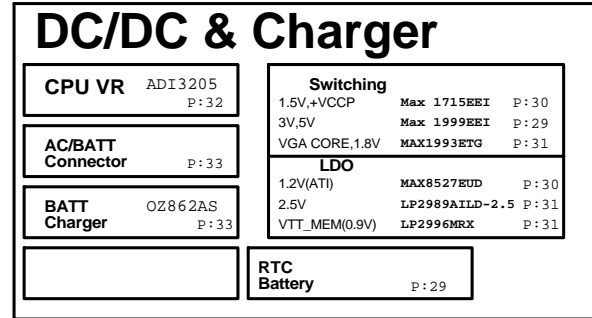 DC/DC & Charger
CPU VR ADI3205
P:32
AC/BATT
Connector P:33
BATT OZ862AS
Charger P:33
Switching
1.5V,+VCCP Max 1715EEI P:30
3V,5V Max 1999EEI P:29
VGA CORE,1.8V MAX1993ETG P:31
LDO
1.2V(ATI) MAX8527EUD P:30
2.5V LP2989AILD-2.5 P:31
VTT_MEM(0.9V) LP2996MRX P:31
RTC
Battery P:29